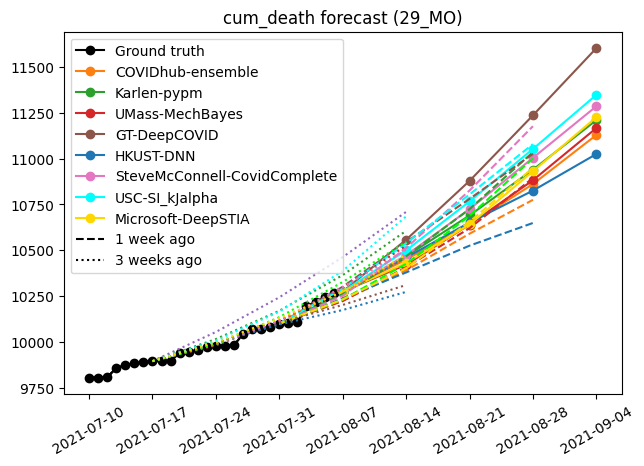 cum_death forecast (29_MO)
Ground truth
COVIDhub-ensemble
Karlen-pypm
UMass-MechBayes
GT-DeepCOVID
HKUST-DNN
SteveMcConnell-CovidComplete
USC-SI_kJalpha
Microsoft-DeepSTIA
1 week ago
3 weeks ago
11500
11250
11000
10750
10500
10250
10000
9750
2021-07-10
2021-07-17
2021-07-24
2021-07-31
2021-08-07
2021-08-14
2021-08-21
2021-08-28
2021-09-04